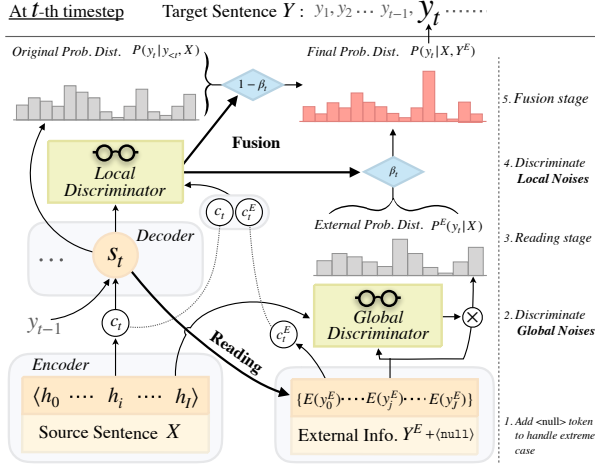 At t-th timestep
Target Sentence Y : y₁, y₂ ⋯ yₜ₋₁, yₜ ⋯⋯
Original Prob. Dist. P(yₜ|y<ₜ, X)
Final Prob. Dist. P(yₜ|X, Yᴱ)
1 − βₜ
5. Fusion stage
Fusion
Local
Discriminator
βₜ
4. Discriminate
Local Noises
cₜ cₜᴱ
External Prob. Dist. Pᴱ(yₜ|X)
Decoder
⋯ sₜ
3. Reading stage
yₜ₋₁
cₜ
Global
Discriminator
⊗
2. Discriminate
Global Noises
cₜᴱ
Reading
Encoder
⟨h₀ ⋯⋯ hᵢ ⋯⋯ h_I⟩
Source Sentence X
{E(y₀ᴱ)⋯⋯E(yⱼᴱ)⋯⋯E(y_Jᴱ)}
External Info. Yᴱ +⟨null⟩
1. Add <null> token
to handle extreme
case